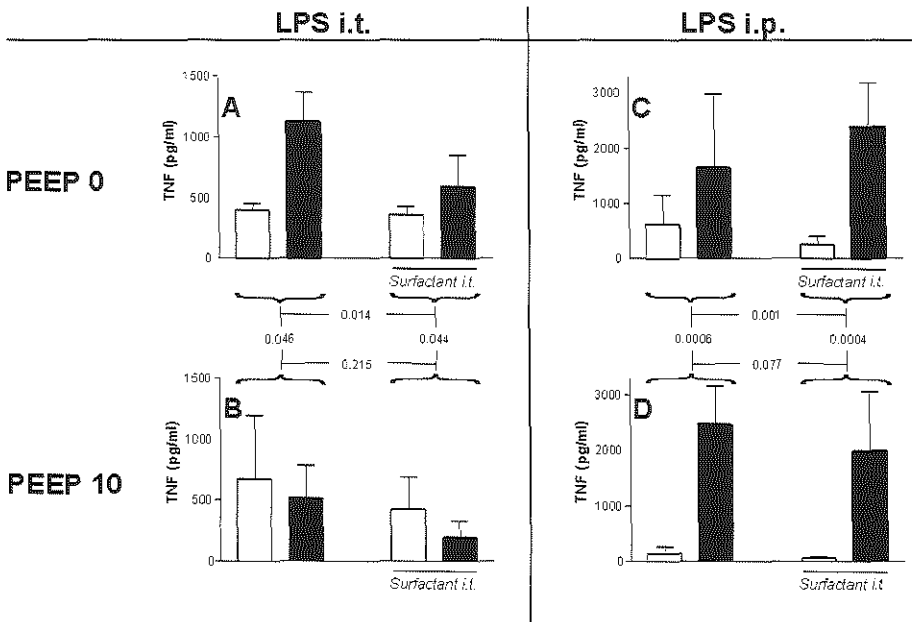 LPS i.t.
LPS i.p.
PEEP 0
A
TNF (pg/ml)
1500
1000
500
0
Surfactant i.t.
C
TNF (pg/ml)
3000
2000
1000
0
Surfactant i.t.
0.014
0.046
0.044
0.215
0.001
0.0006
0.0004
0.077
PEEP 10
B
TNF (pg/ml)
1500
1000
500
0
Surfactant i.t.
D
TNF (pg/ml)
3000
2000
1000
0
Surfactant i.t